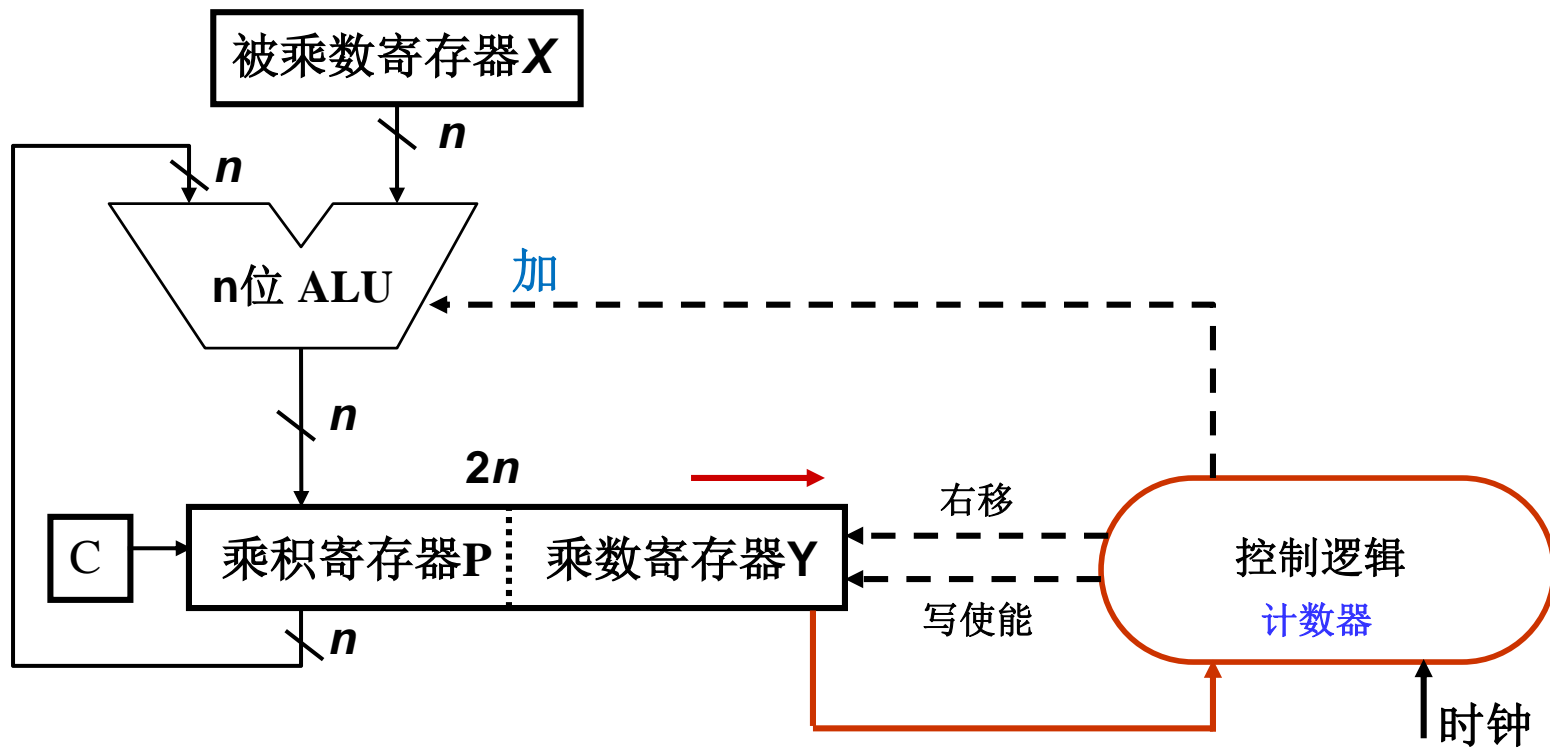 被乘数寄存器X
n
n
n位 ALU
加
n
2n
右移
C
乘积寄存器P
乘数寄存器Y
控制逻辑
写使能
计数器
n
时钟